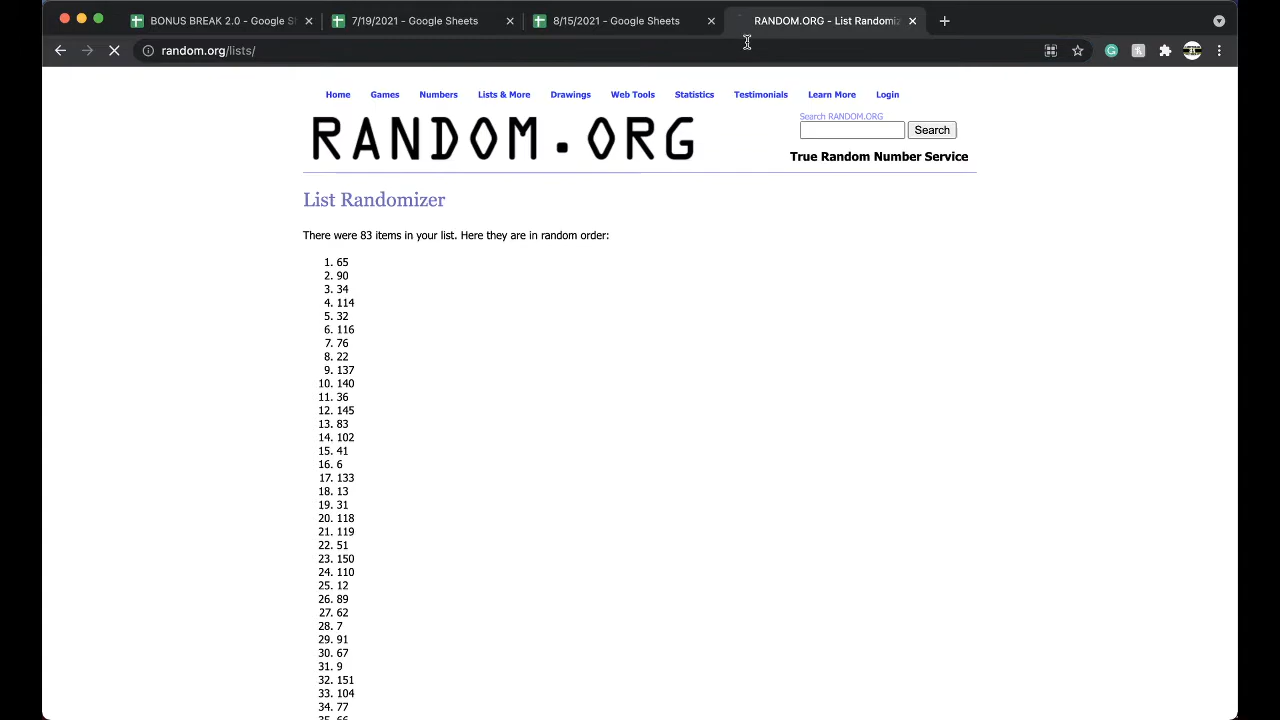 BONUS BREAK 2.0 - Google Sh
7/19/2021 - Google Sheets
8/15/2021 - Google Sheets
RANDOM.ORG - List Randomiz
random.org/lists/
Home Games Numbers Lists & More Drawings Web Tools Statistics Testimonials Learn More Login
RANDOM.ORG
Search RANDOM.ORG
Search
True Random Number Service
List Randomizer
There were 83 items in your list. Here they are in random order:
1. 65
2. 90
3. 34
4. 114
5. 32
6. 116
7. 76
8. 22
9. 137
10. 140
11. 36
12. 145
13. 83
14. 102
15. 41
16. 6
17. 133
18. 13
19. 31
20. 118
21. 119
22. 51
23. 150
24. 110
25. 12
26. 89
27. 62
28. 7
29. 91
30. 67
31. 9
32. 151
33. 104
34. 77
35. 66